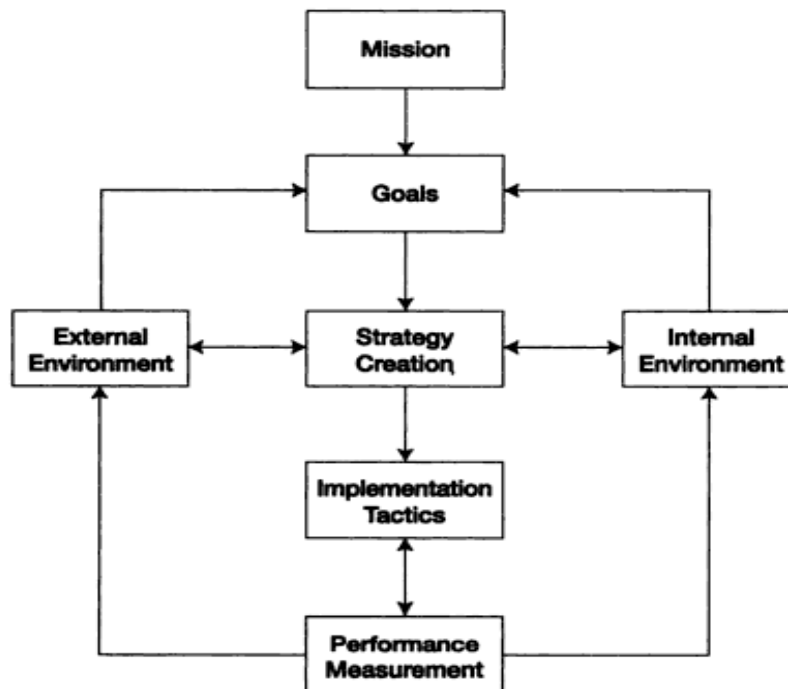 Mission
Goals
External
Environment
Strategy
Creation
Internal
Environment
Implementation
Tactics
Performance
Measurement